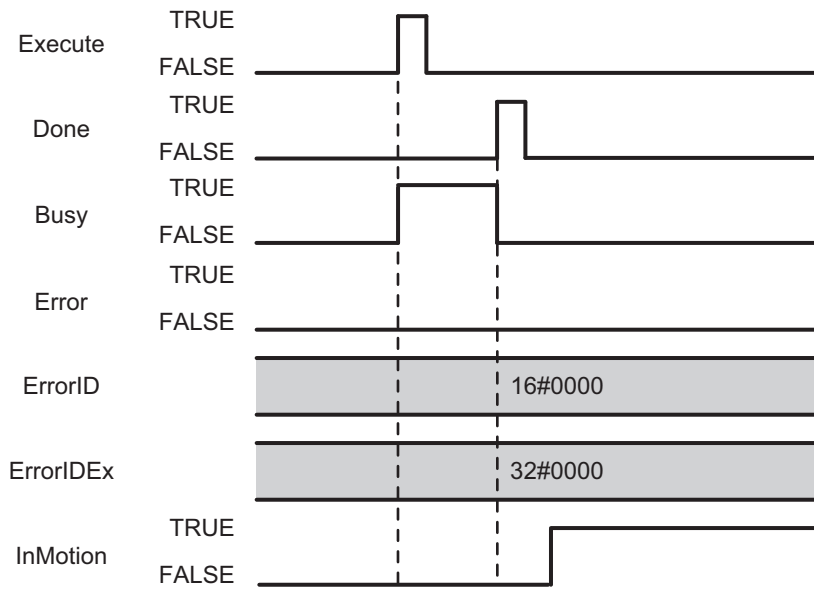 Execute
TRUE
FALSE
Done
TRUE
FALSE
Busy
TRUE
FALSE
Error
TRUE
FALSE
ErrorID
16#0000
ErrorIDEx
32#0000
InMotion
TRUE
FALSE